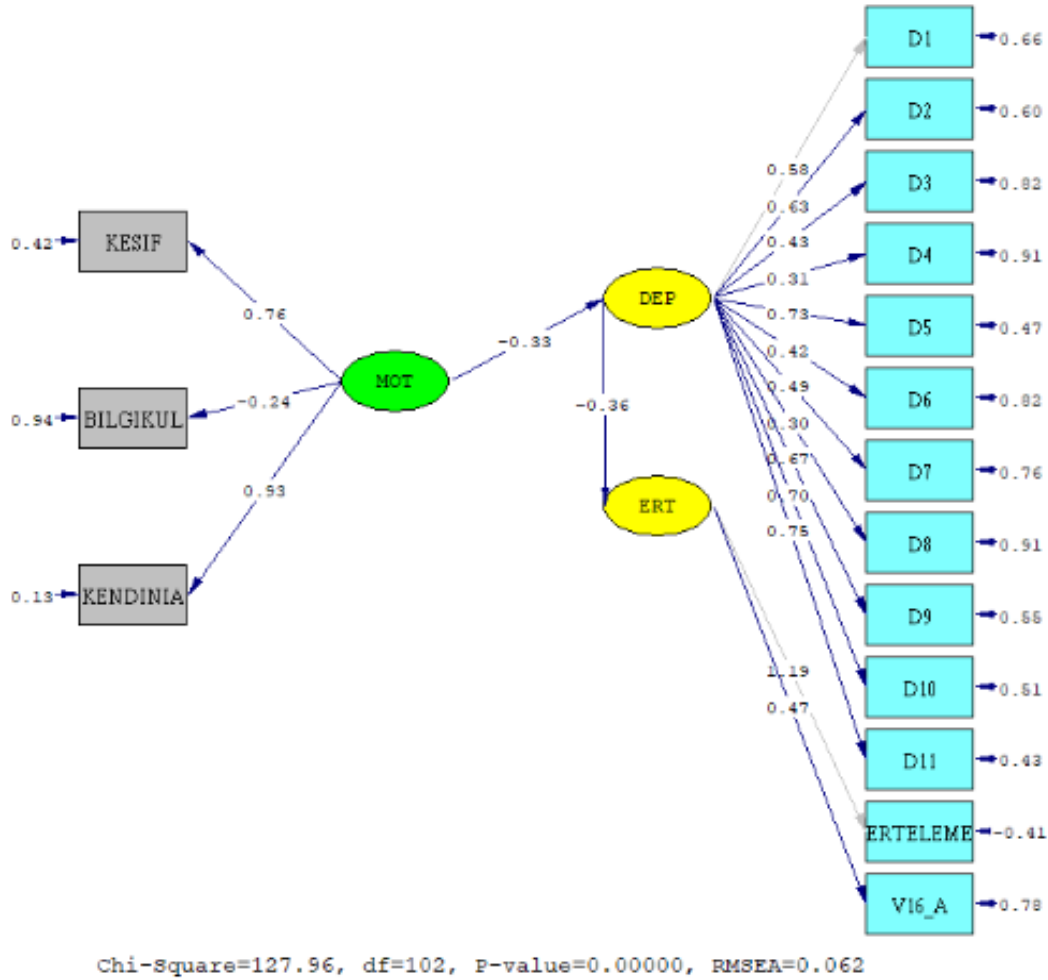 D1
0.66
D2
0.60
0.58
D3
0.82
0.63
KESIF
0.42
0.43
D4
0.91
0.31
DEP
0.76
0.73
D5
0.47
-0.33
0.42
MOT
0.49
D6
0.82
-0.24
-0.36
BILGIKUL
0.94
0.30
0.67
D7
0.76
0.93
ERT
0.70
0.75
D8
0.91
KENDINIA
0.13
D9
0.55
1.19
D10
0.51
0.47
D11
0.43
ERTELEME
-0.41
V16_A
0.78
Chi-Square=127.96, df=102, P-value=0.00000, RMSEA=0.062